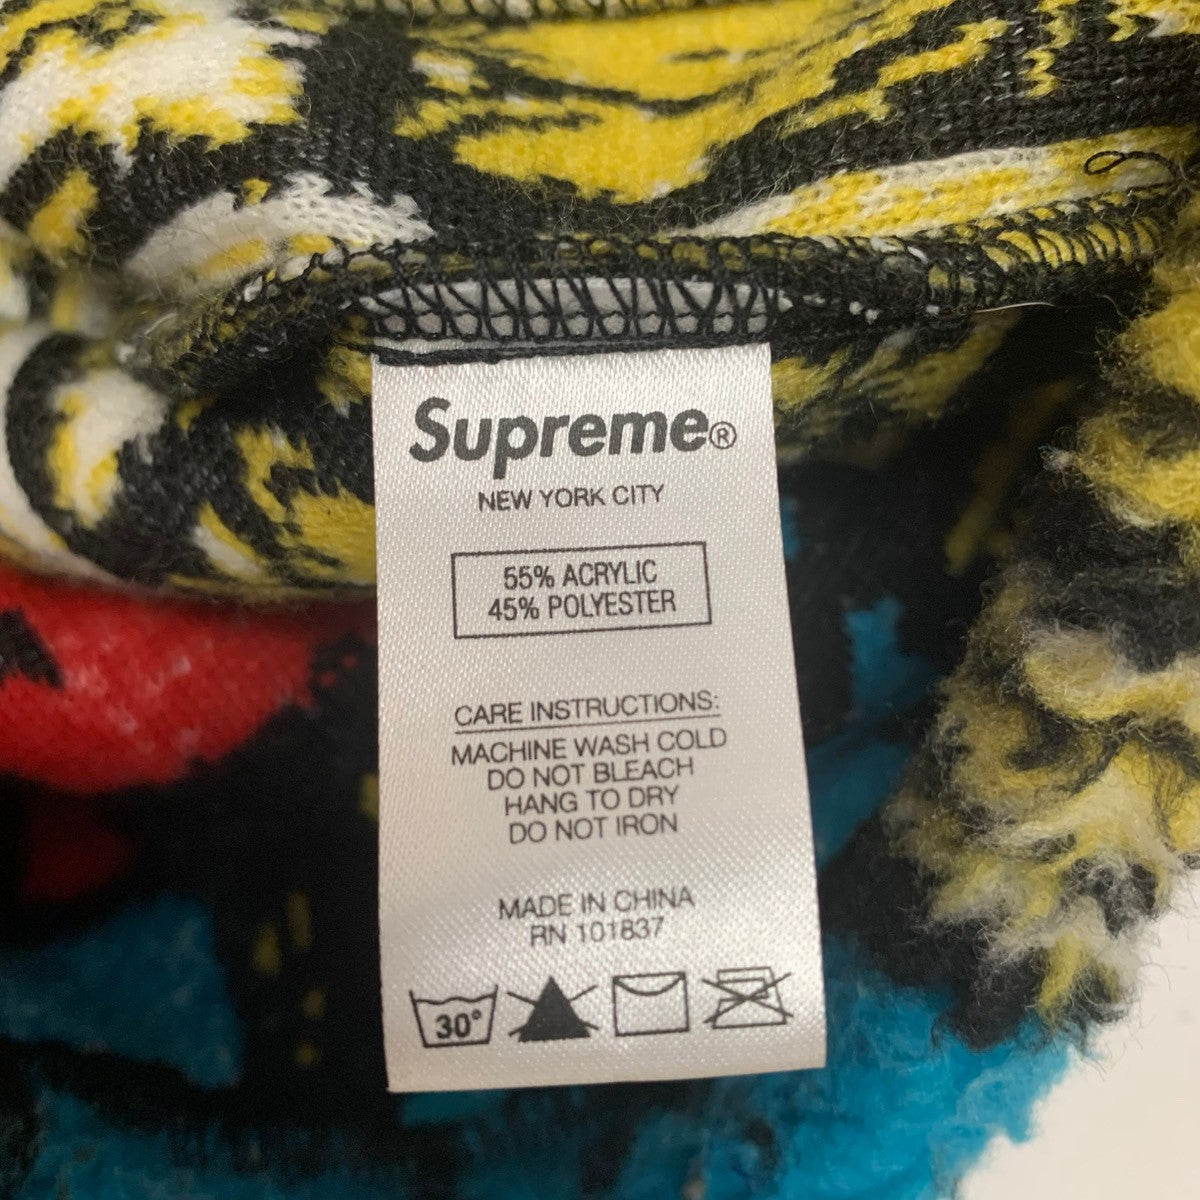 Supreme®
NEW YORK CITY
55% ACRYLIC
45% POLYESTER
CARE INSTRUCTIONS:
MACHINE WASH COLD
DO NOT BLEACH
HANG TO DRY
DO NOT IRON
MADE IN CHINA
RN 101837
30°